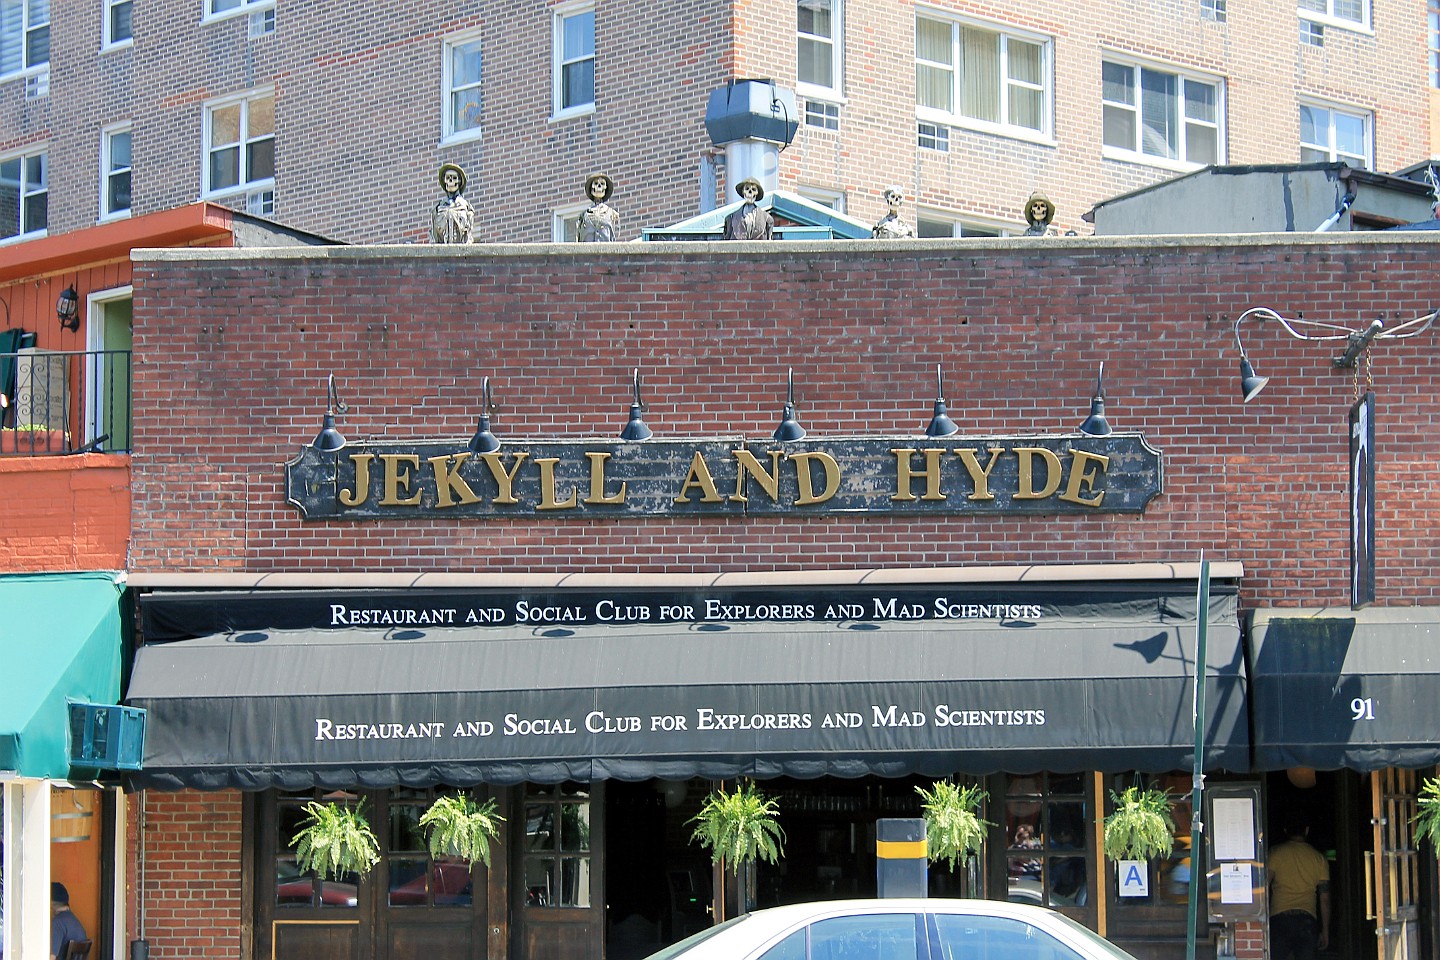 JEKYLL AND HYDE
RESTAURANT AND SOCIAL CLUB FOR EXPLORERS AND MAD SCIENTISTS
RESTAURANT AND SOCIAL CLUB FOR EXPLORERS AND MAD SCIENTISTS
91
A